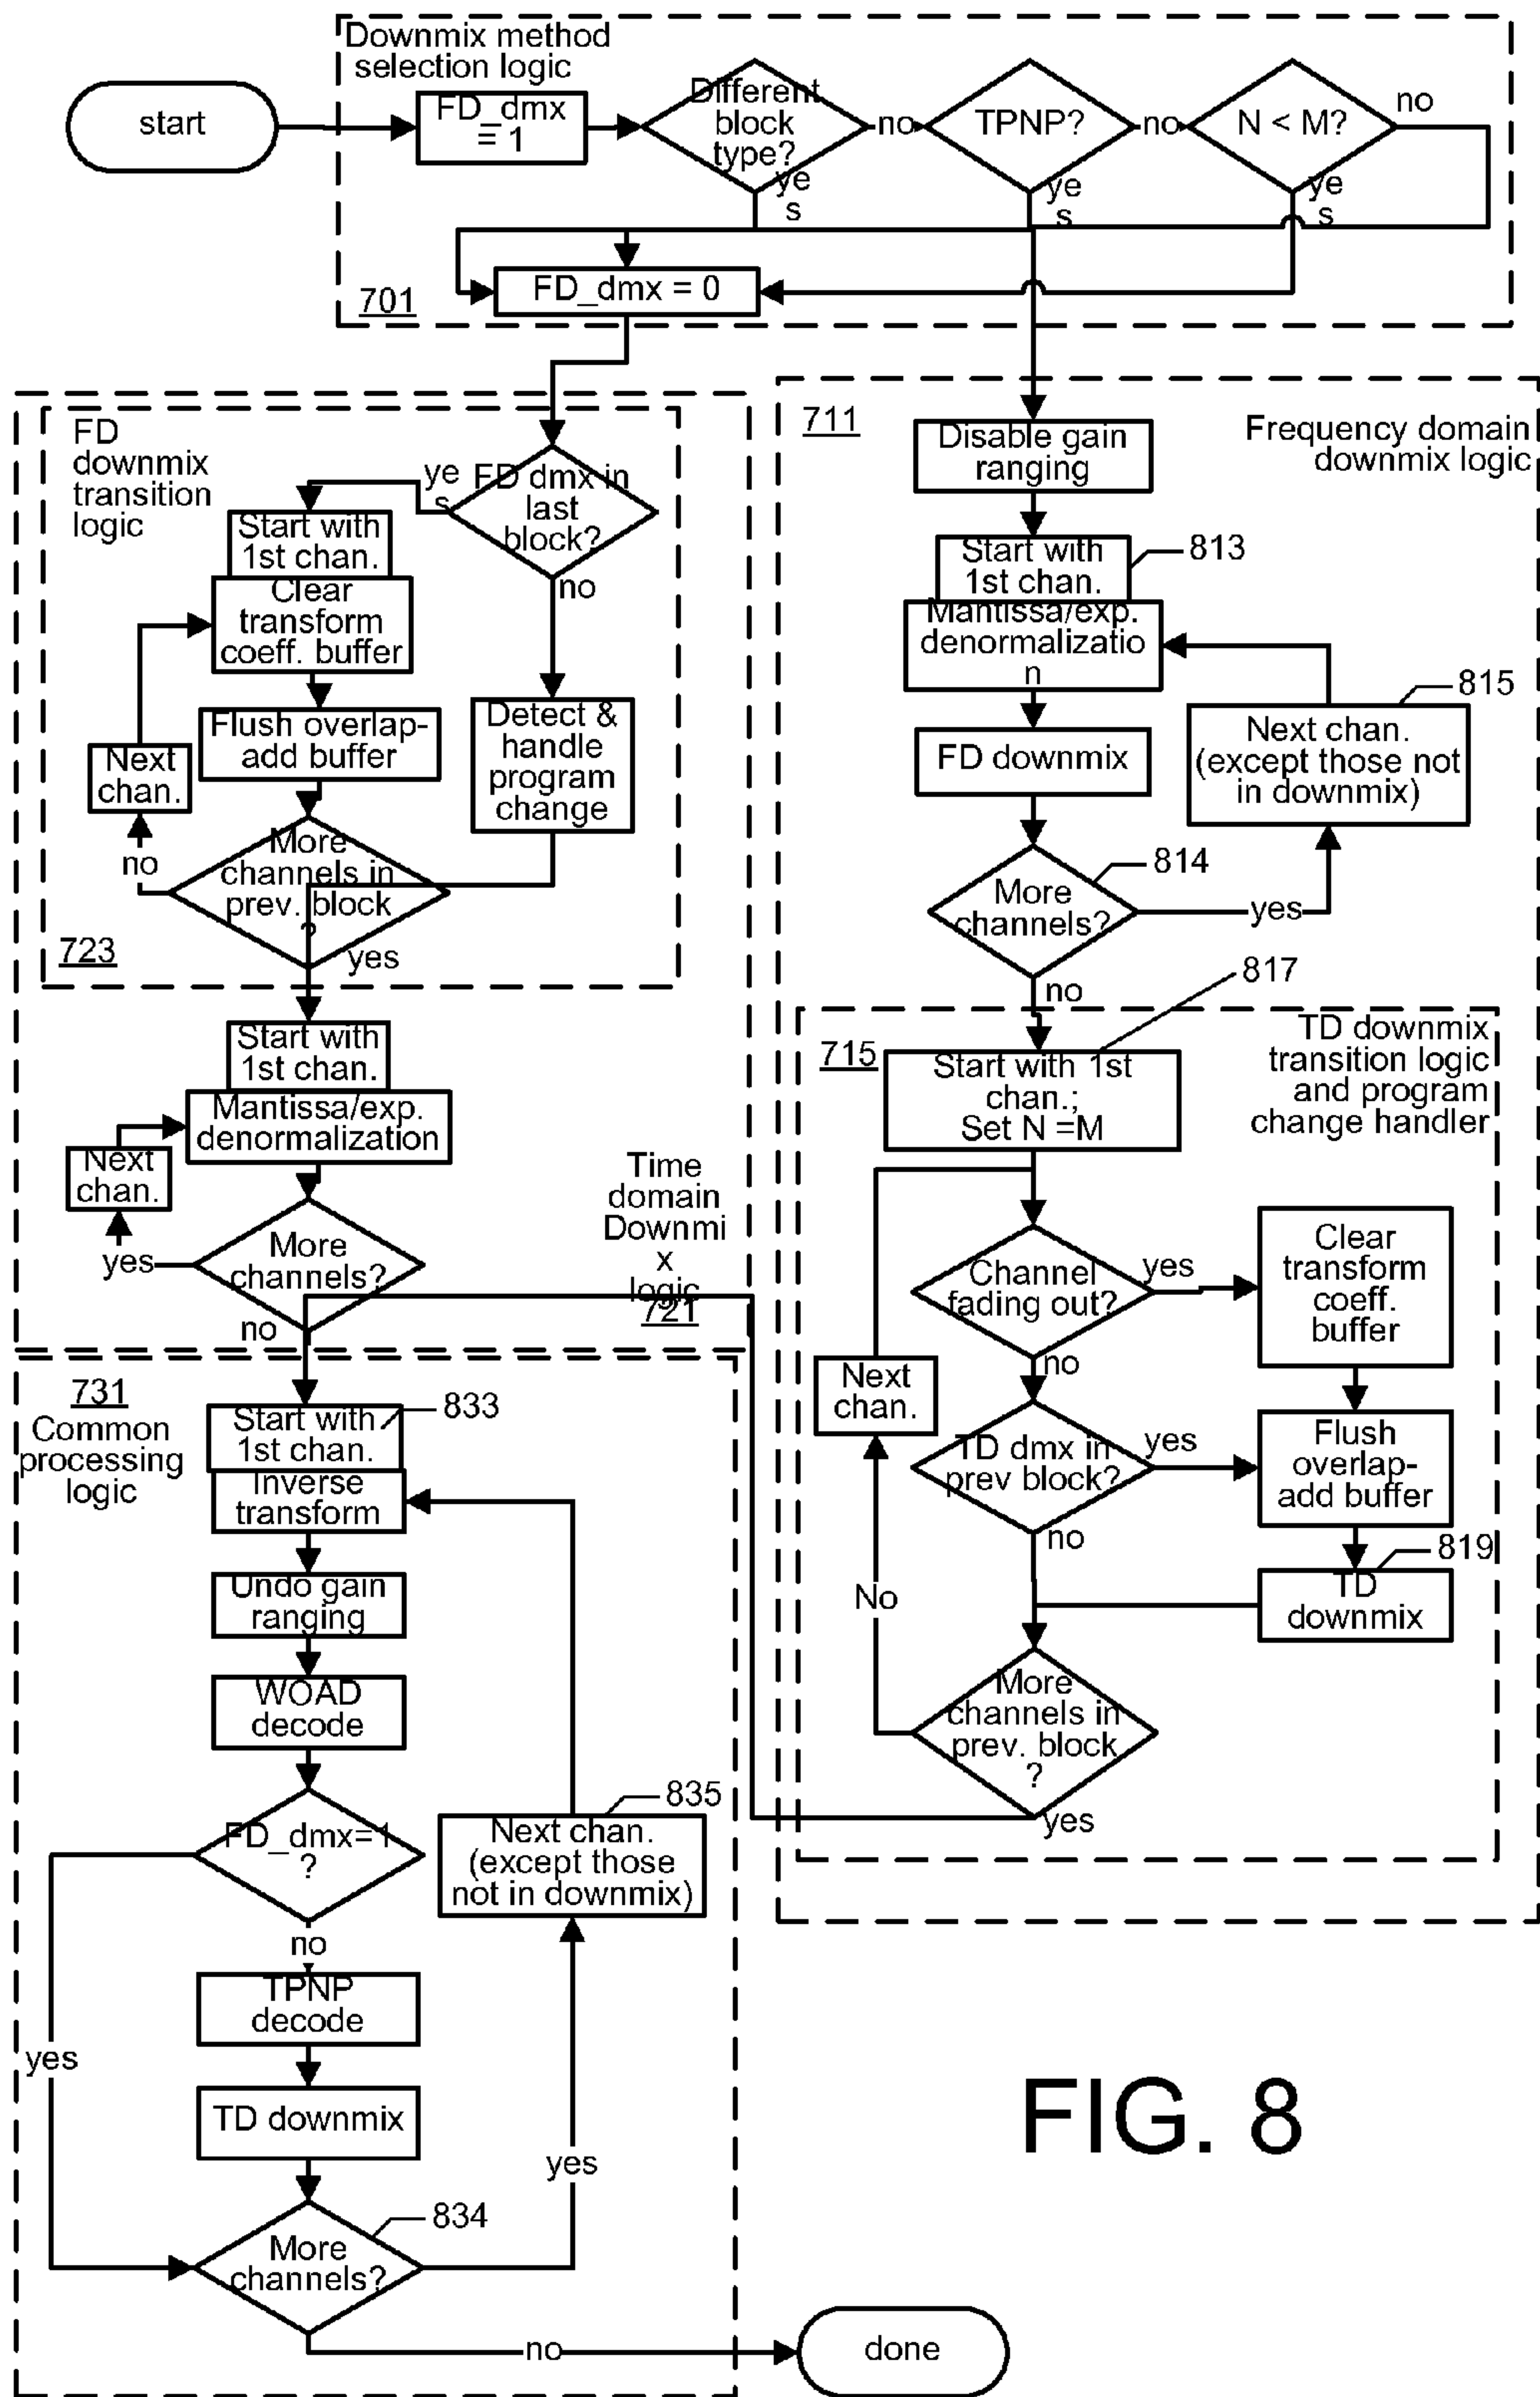 Downmix method
selection logic
start
FD_dmx
= 1
Different
block
type?
no
TPNP?
no
N < M?
no
ye
s
ye
s
ye
s
FD_dmx = 0
701
FD
downmix
transition
logic
ye
s
FD dmx in
last
block?
no
Start with
1st chan.
Clear
transform
coeff. buffer
Flush overlap-
add buffer
Next
chan.
Detect &
handle
program
change
no
More
channels in
prev. block
?
yes
723
Start with
1st chan.
Mantissa/exp.
denormalization
Next
chan.
yes
More
channels?
no
Time
domain
Downmi
x
logic
721
711
Frequency domain
downmix logic
Disable gain
ranging
Start with
1st chan.
813
Mantissa/exp.
denormalizatio
n
FD downmix
815
Next chan.
(except those not
in downmix)
814
More
channels?
yes
no
817
715
TD downmix
transition logic
and program
change handler
Start with 1st
chan.;
Set N =M
Channel
fading out?
yes
Clear
transform
coeff.
buffer
no
Next
chan.
TD dmx in
prev block?
yes
Flush
overlap-
add buffer
no
819
TD
downmix
No
More
channels in
prev. block
?
yes
731
Common
processing
logic
Start with
1st chan.
833
Inverse
transform
Undo gain
ranging
WOAD
decode
FD_dmx=1
?
835
Next chan.
(except those
not in downmix)
no
TPNP
decode
yes
TD downmix
yes
834
More
channels?
no
done
FIG. 8